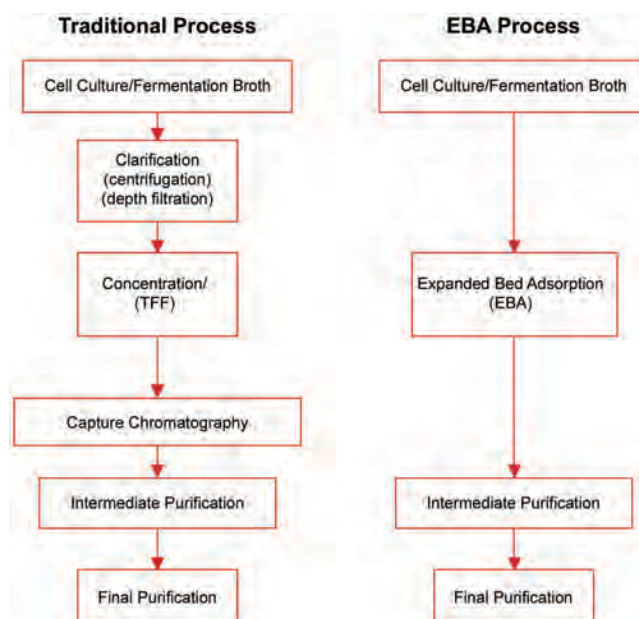 Traditional Process
Cell Culture/Fermentation Broth
Clarification
(centrifugation)
(depth filtration)
Concentration/
(TFF)
Capture Chromatography
Intermediate Purification
Final Purification
EBA Process
Cell Culture/Fermentation Broth
Expanded Bed Adsorption
(EBA)
Intermediate Purification
Final Purification